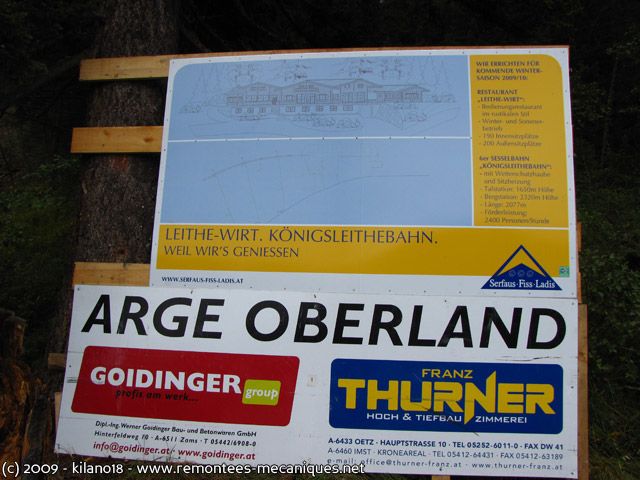 WIR ERRICHTEN FÜR
KOMMENDE WINTER-
SAISON 2009/10:
RESTAURANT
„LEITHE-WIRT“:
- Bedienungsrestaurant
im rustikalen Stil
- Winter- und Sommer-
betrieb
- 190 Innensitzplätze
- 200 Außensitzplätze
6er SESSELBAHN
„KÖNIGSLEITHEBAHN“:
- mit Wetterschutzhaube
und Sitzheizung
- Talstation: 1650m Höhe
- Bergstation: 2320m Höhe
- Länge: 2077m
- Förderleistung:
2400 Personen/Stunde
LEITHE-WIRT. KÖNIGSLEITHEBAHN.
WEIL WIR'S GENIESSEN
WWW.SERFAUS-FISS-LADIS.AT
Serfaus·Fiss·Ladis
ARGE OBERLAND
GOIDINGER group
profis am werk...
Dipl.-Ing. Werner Goidinger Bau- und Betonwaren GmbH
Hinterfeldweg 70 · A-6511 Zams · T 05442/6908-0
info@goidinger.at www.goidinger.at
FRANZ
THURNER
HOCH & TIEFBAU ZIMMEREI
A-6433 OETZ · HAUPTSTRASSE 10 · TEL 05252-6011-0 · FAX DW 41
A-6460 IMST · KRONEAREAL · TEL 05412-64431 · FAX 05412-63189
e-mail: office@thurner-franz.at · www.thurner-franz.at
(c) 2009 - kilano18 - www.remontees-mecaniques.net